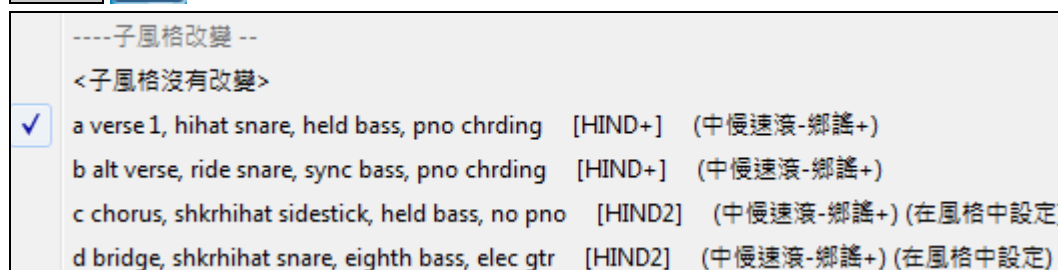 ----子風格改變 --
<子風格沒有改變>
a verse 1, hihat snare, held bass, pno chrding [HIND+] (中慢速滾-鄉謠+)
b alt verse, ride snare, sync bass, pno chrding [HIND+] (中慢速滾-鄉謠+)
c chorus, shkrhihat sidestick, held bass, no pno [HIND2] (中慢速滾-鄉謠+) (在風格中設定
d bridge, shkrhihat snare, eighth bass, elec gtr [HIND2] (中慢速滾-鄉謠+) (在風格中設定)